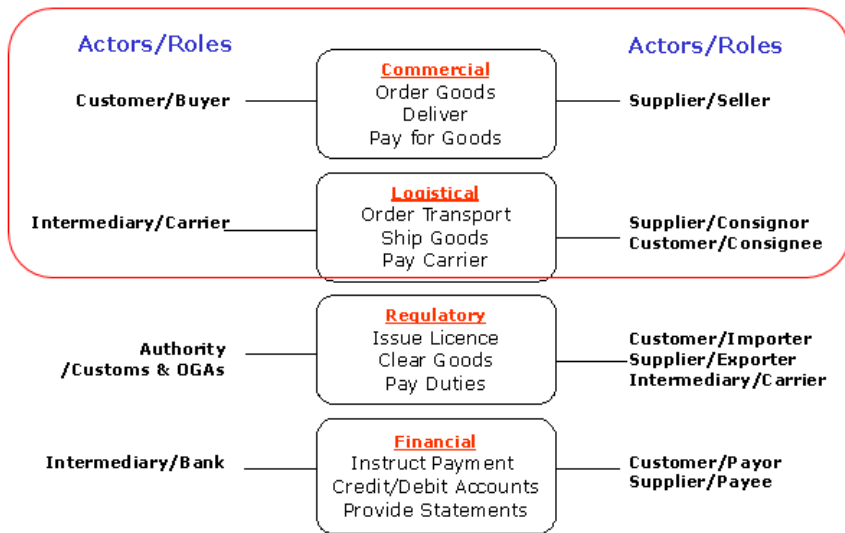 Actors/Roles
Actors/Roles
Commercial
Order Goods
Deliver
Pay for Goods
Customer/Buyer
Supplier/Seller
Logistical
Order Transport
Ship Goods
Pay Carrier
Intermediary/Carrier
Supplier/Consignor
Customer/Consignee
Regulatory
Issue Licence
Clear Goods
Pay Duties
Authority
/Customs & OGAs
Customer/Importer
Supplier/Exporter
Intermediary/Carrier
Financial
Instruct Payment
Credit/Debit Accounts
Provide Statements
Intermediary/Bank
Customer/Payor
Supplier/Payee